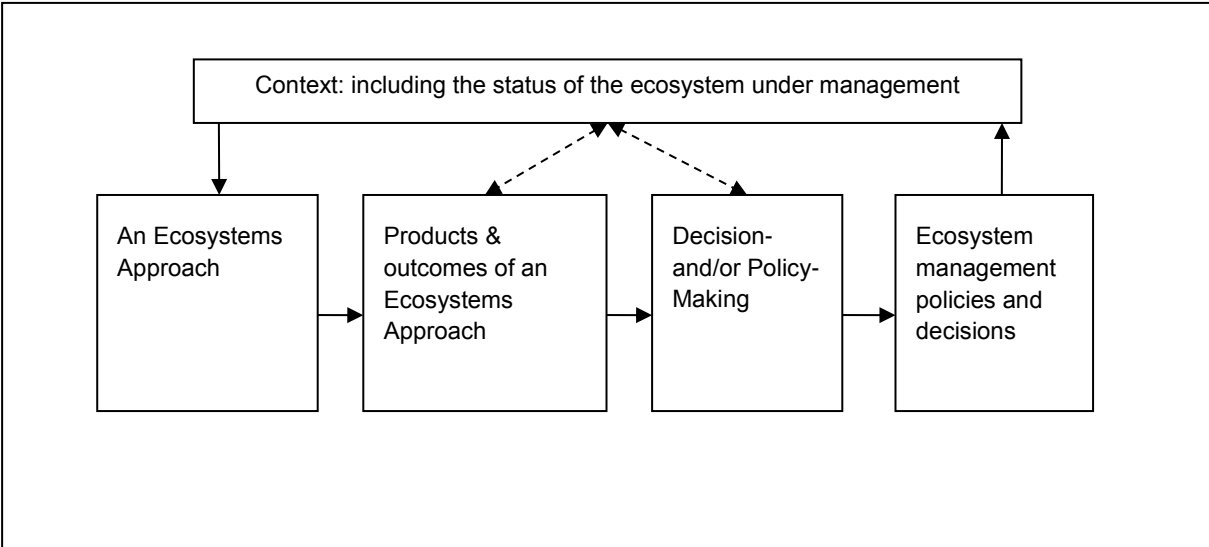 Context: including the status of the ecosystem under management
An Ecosystems
Approach
Products &
outcomes of an
Ecosystems
Approach
Decision-
and/or Policy-
Making
Ecosystem
management
policies and
decisions